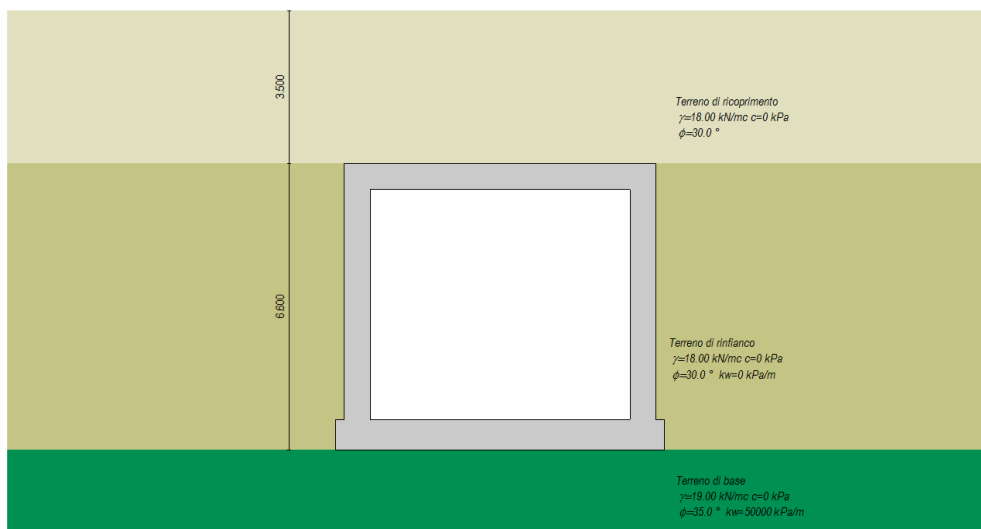 3.500
Terreno di ricoprimento
γ=18.00 kN/mc c=0 kPa
ϕ=30.0 °
6.600
Terreno di rinfianco
γ=18.00 kN/mc c=0 kPa
ϕ=30.0 ° kw=0 kPa/m
Terreno di base
γ=19.00 kN/mc c=0 kPa
ϕ=35.0 ° kw=50000 kPa/m